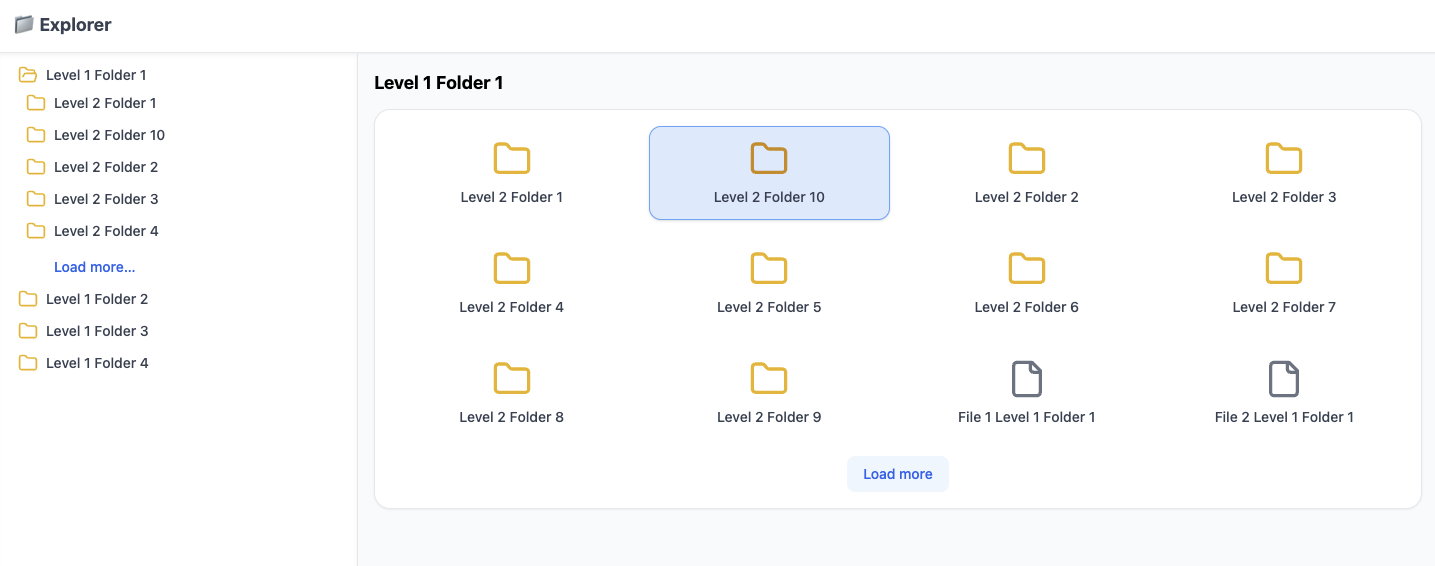 Explorer
Level 1 Folder 1
Level 2 Folder 1
Level 2 Folder 10
Level 2 Folder 2
Level 2 Folder 3
Level 2 Folder 4
Load more...
Level 1 Folder 2
Level 1 Folder 3
Level 1 Folder 4
Level 1 Folder 1
Level 2 Folder 1
Level 2 Folder 10
Level 2 Folder 2
Level 2 Folder 3
Level 2 Folder 4
Level 2 Folder 5
Level 2 Folder 6
Level 2 Folder 7
Level 2 Folder 8
Level 2 Folder 9
File 1 Level 1 Folder 1
File 2 Level 1 Folder 1
Load more